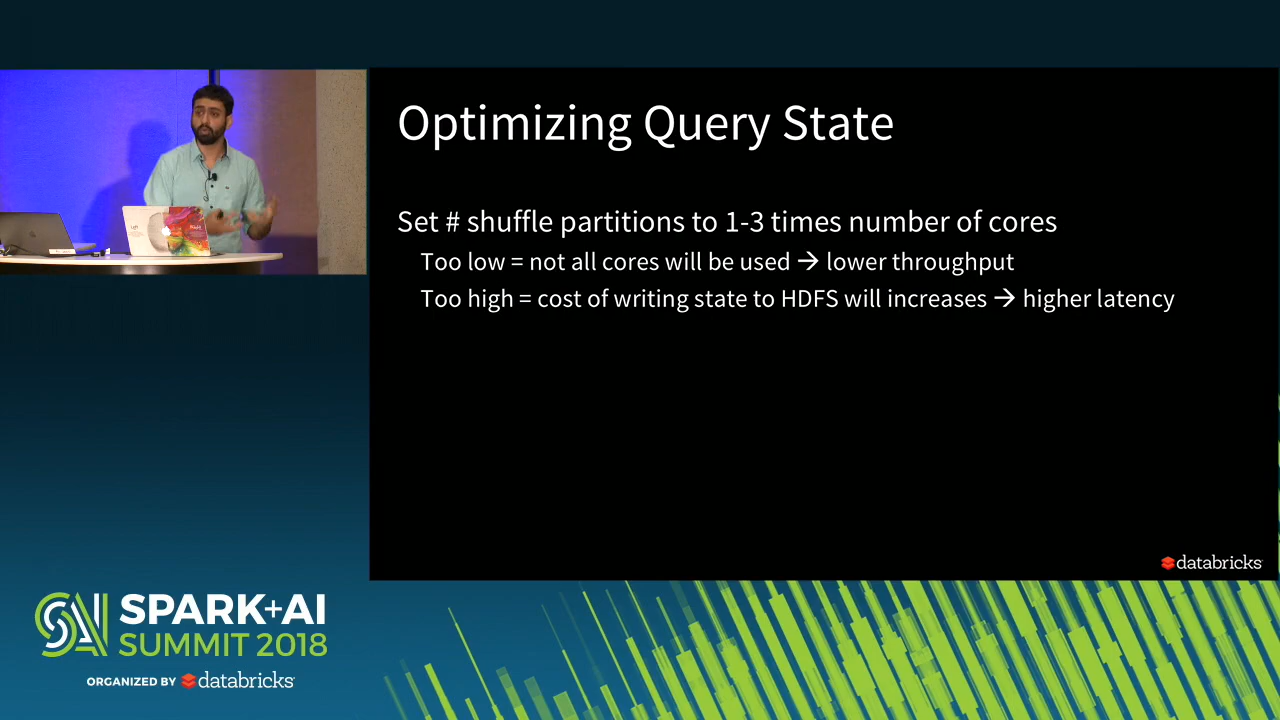 Optimizing Query State
Set # shuffle partitions to 1-3 times number of cores
Too low = not all cores will be used → lower throughput
Too high = cost of writing state to HDFS will increases → higher latency
databricks
SPARK+AI
SUMMIT 2018
ORGANIZED BY databricks